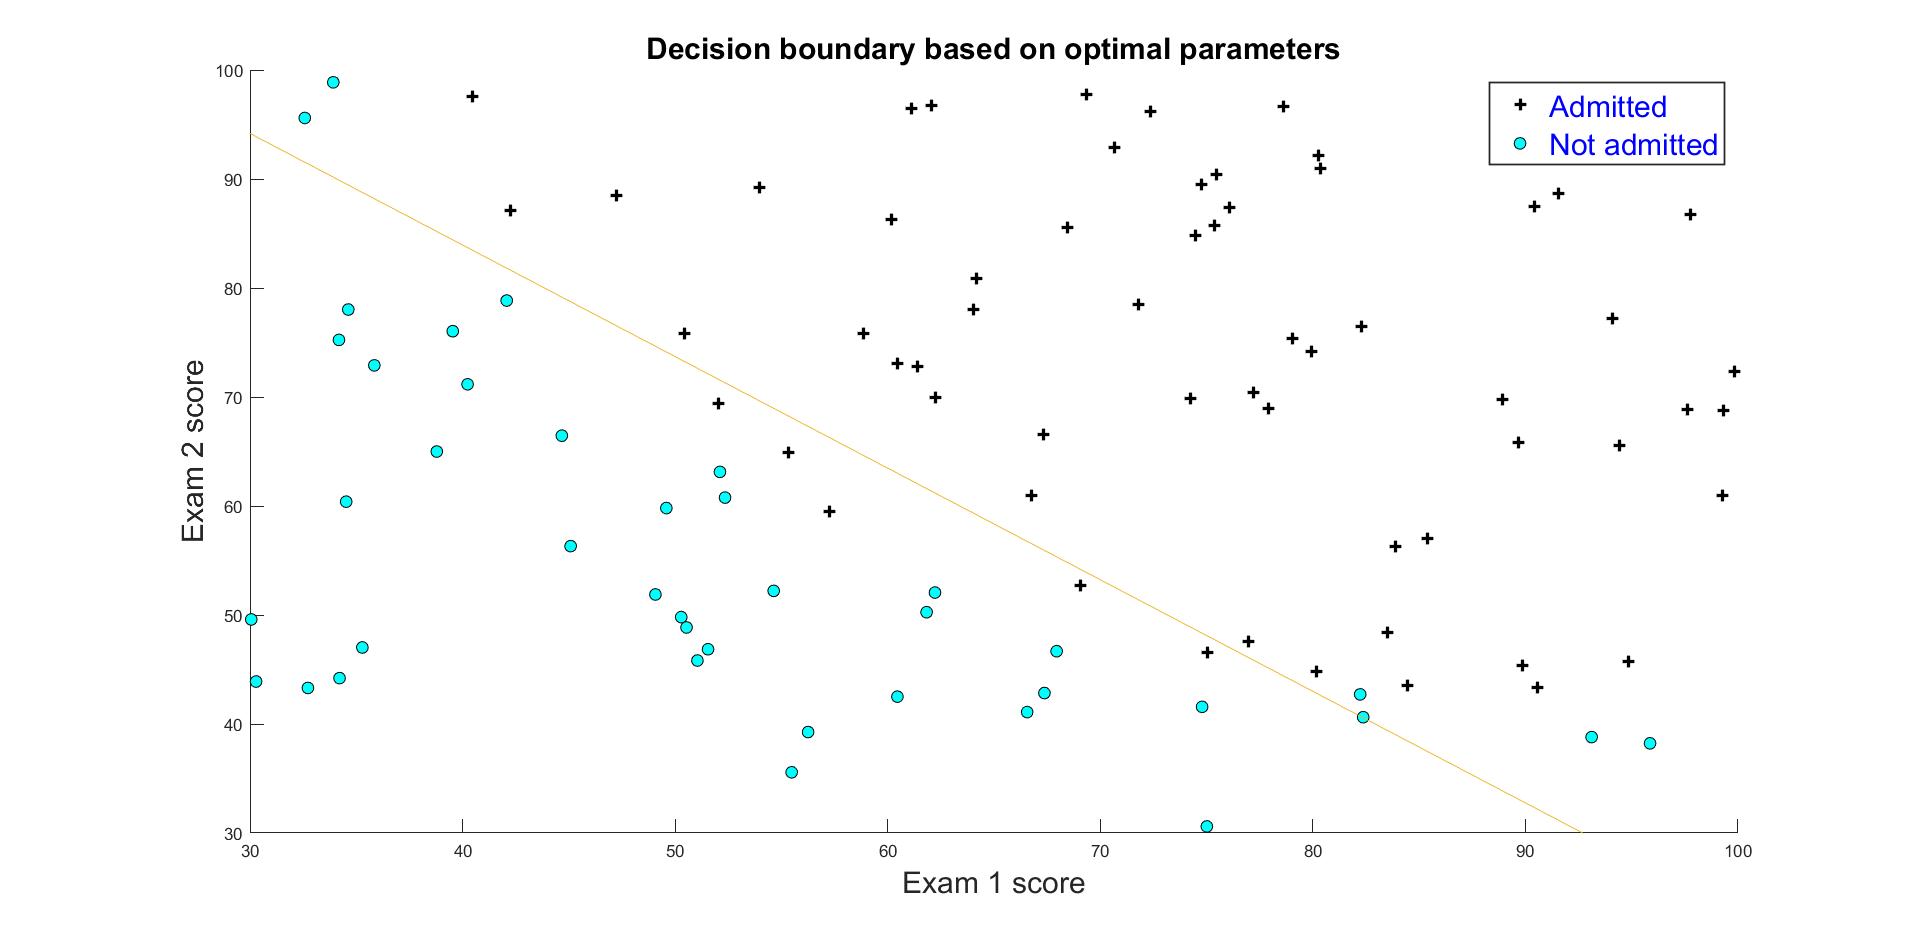 Decision boundary based on optimal parameters
Admitted
Not admitted
100
90
80
70
60
50
40
30
Exam 2 score
30 40 50 60 70 80 90 100
Exam 1 score